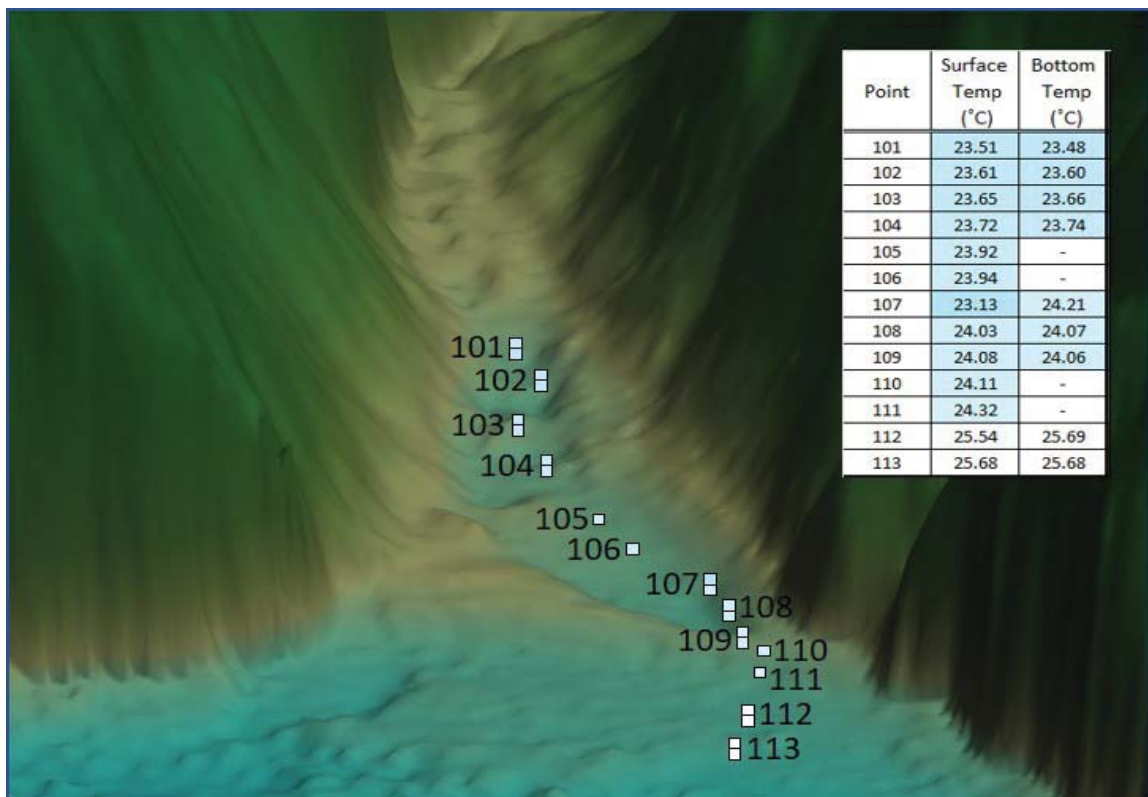 Point Surface Temp (˚C) Bottom Temp (˚C)
101 23.51 23.48
102 23.61 23.60
103 23.65 23.66
104 23.72 23.74
105 23.92 -
106 23.94 -
107 23.13 24.21
108 24.03 24.07
109 24.08 24.06
110 24.11 -
111 24.32 -
112 25.54 25.69
113 25.68 25.68
101
102
103
104
105
106
107
108
109
110
111
112
113